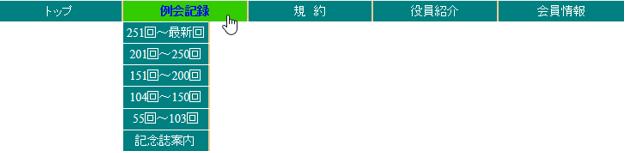 トップ 例会記録 規 約 役員紹介 会員情報
251回～最新回
201回～250回
151回～200回
104回～150回
55回～103回
記念誌案内